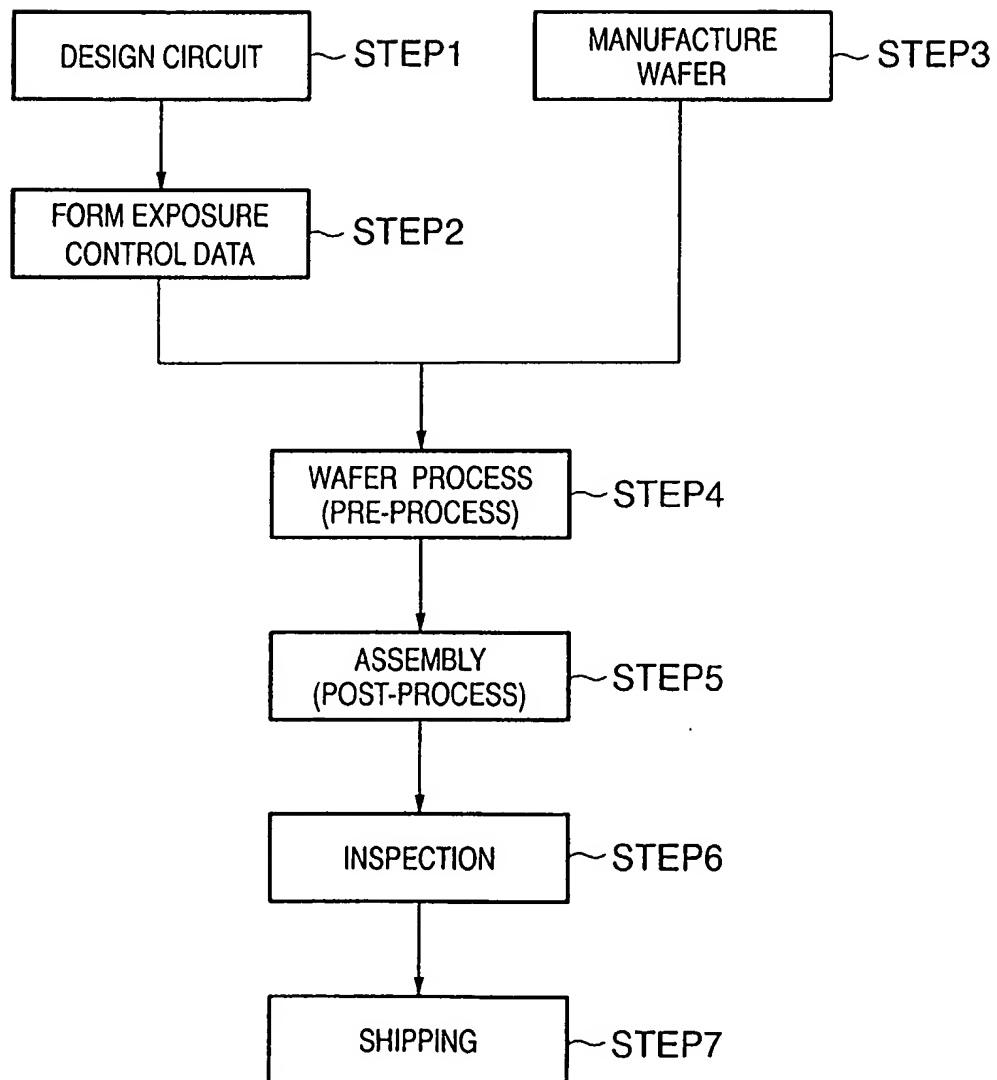 DESIGN CIRCUIT
STEP1
MANUFACTURE
WAFER
STEP3
FORM EXPOSURE
CONTROL DATA
STEP2
WAFER PROCESS
(PRE-PROCESS)
STEP4
ASSEMBLY
(POST-PROCESS)
STEP5
INSPECTION
STEP6
SHIPPING
STEP7